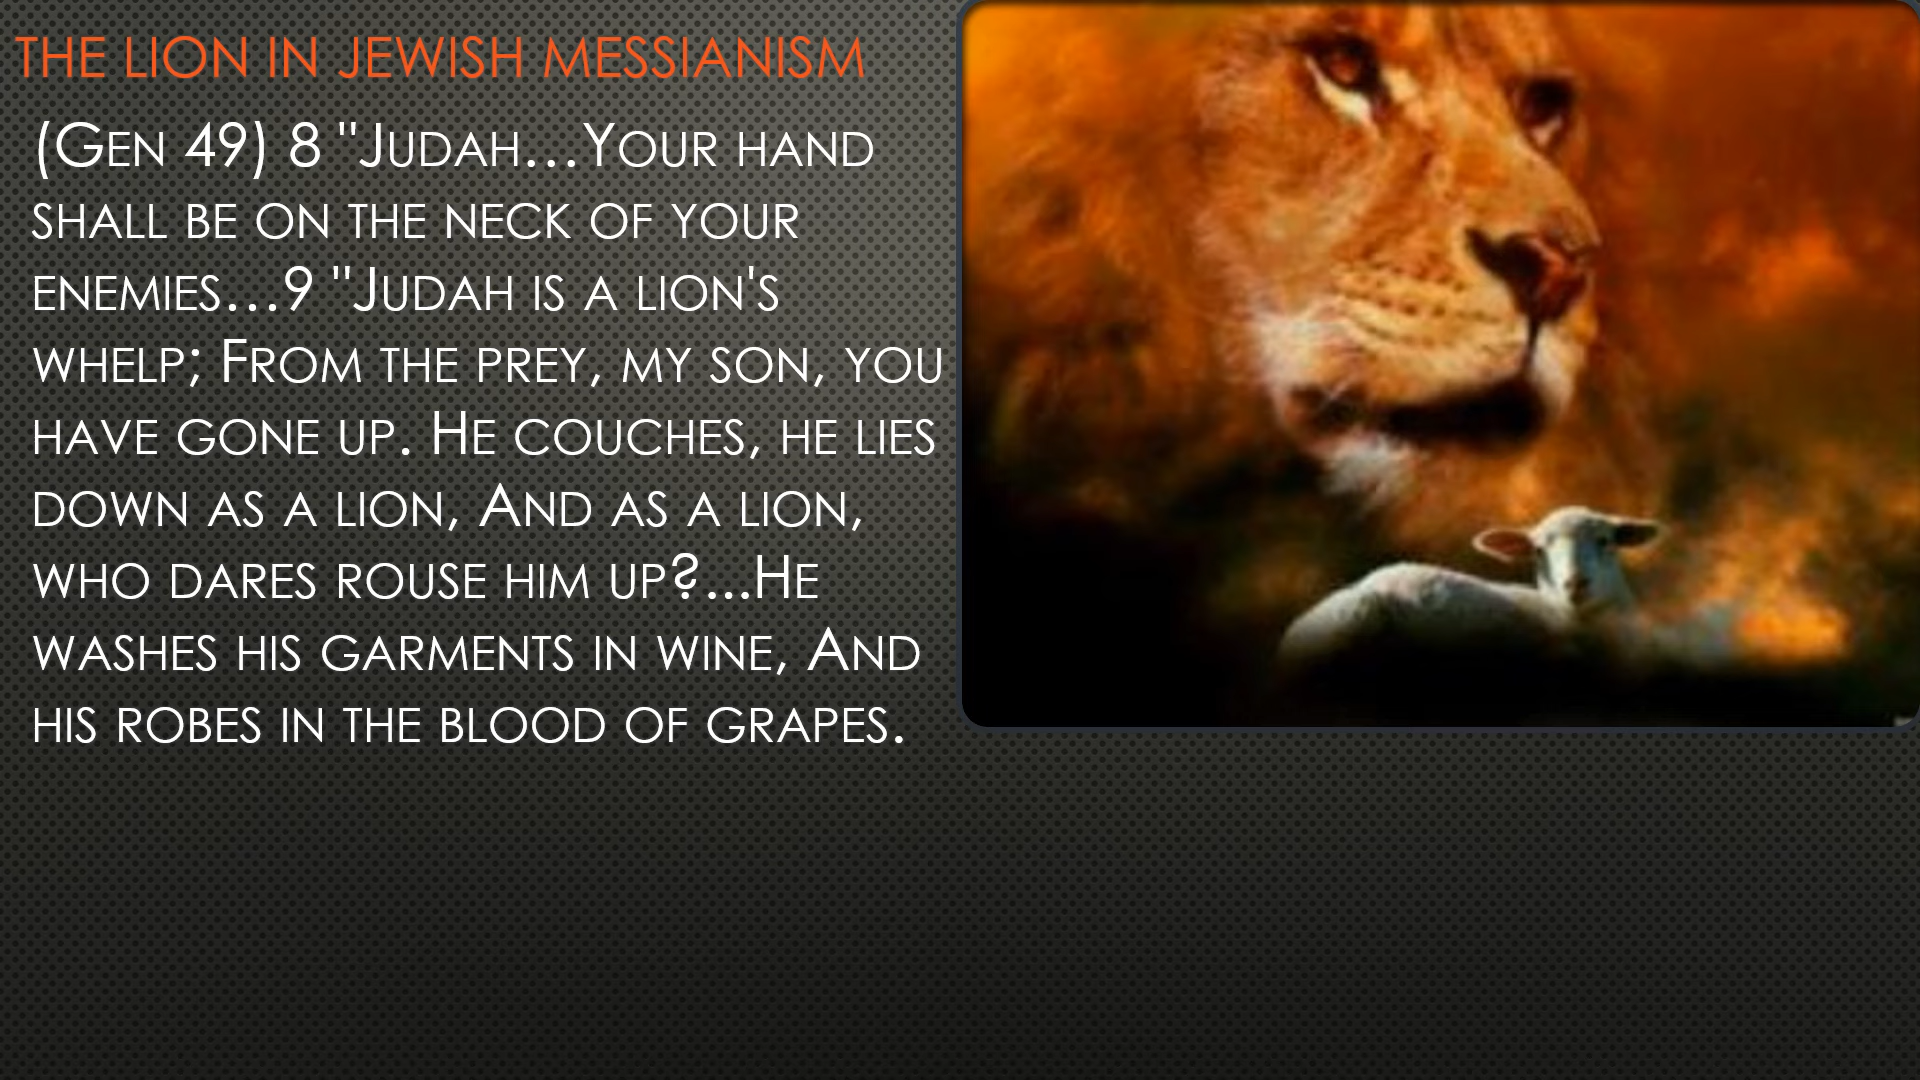 THE LION IN JEWISH MESSIANISM
(GEN 49) 8 "JUDAH…YOUR HAND
SHALL BE ON THE NECK OF YOUR
ENEMIES…9 "JUDAH IS A LION'S
WHELP; FROM THE PREY, MY SON, YOU
HAVE GONE UP. HE COUCHES, HE LIES
DOWN AS A LION, AND AS A LION,
WHO DARES ROUSE HIM UP?...HE
WASHES HIS GARMENTS IN WINE, AND
HIS ROBES IN THE BLOOD OF GRAPES.